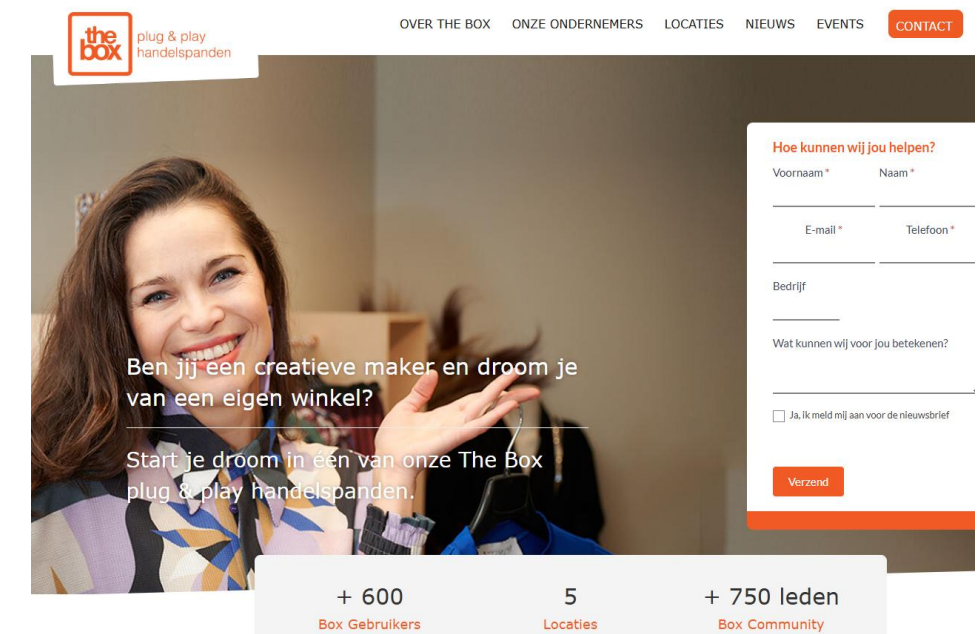 the
box
plug & play
handelspanden
OVER THE BOX ONZE ONDERNEMERS LOCATIES NIEUWS EVENTS CONTACT
Ben jij een creatieve maker en droom je
van een eigen winkel?
Start je droom in één van onze The Box
plug & play handelspanden.
Hoe kunnen wij jou helpen?
Voornaam * Naam *
E-mail * Telefoon *
Bedrijf
Wat kunnen wij voor jou betekenen?
Ja, ik meld mij aan voor de nieuwsbrief
Verzend
+ 600 5 + 750 leden
Box Gebruikers Locaties Box Community